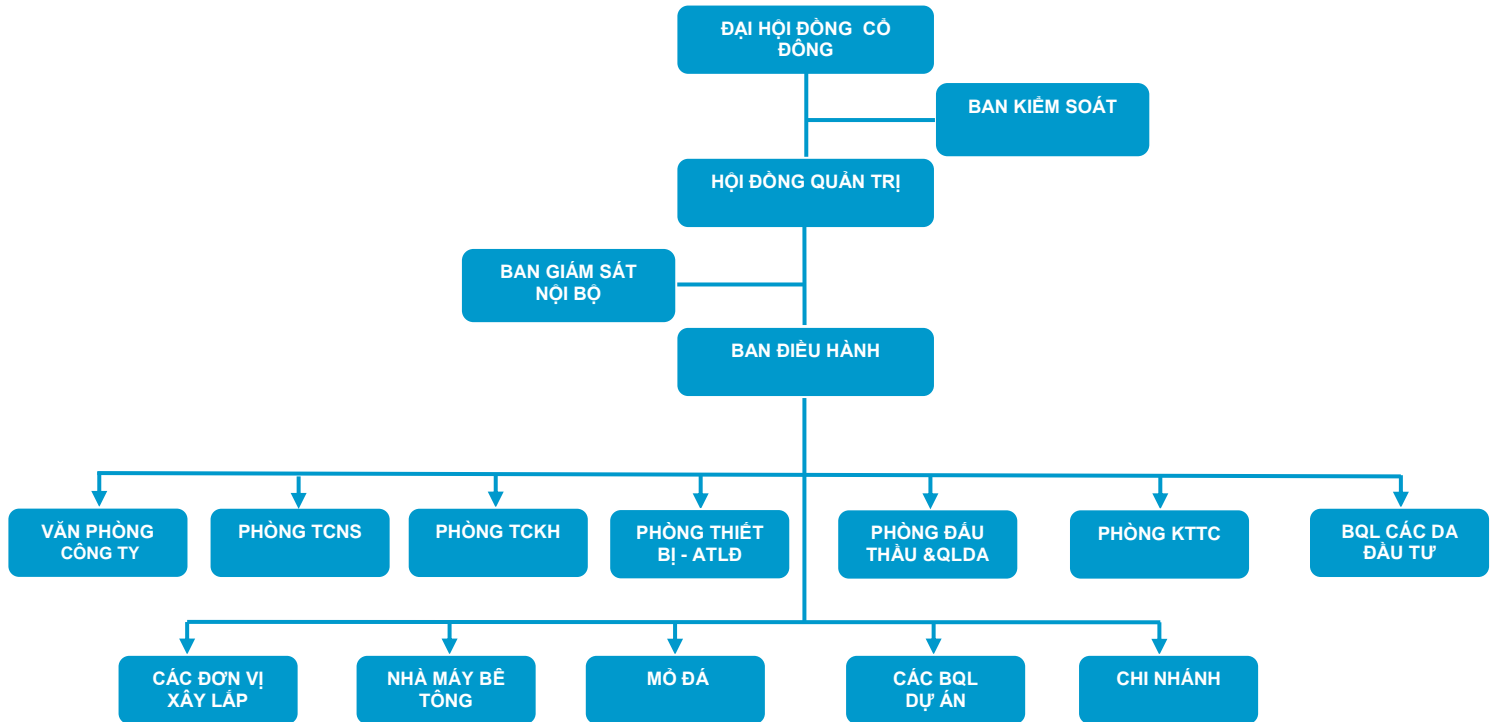 ĐẠI HỘI ĐỒNG CỔ
ĐÔNG
BAN KIỂM SOÁT
HỘI ĐỒNG QUẢN TRỊ
BAN GIÁM SÁT
NỘI BỘ
BAN ĐIỀU HÀNH
VĂN PHÒNG
CÔNG TY
PHÒNG TCNS
PHÒNG TCKH
PHÒNG THIẾT
BỊ - ATLĐ
PHÒNG ĐẤU
THẦU &QLDA
PHÒNG KTTC
BQL CÁC DA
ĐẦU TƯ
CÁC ĐƠN VỊ
XÂY LẮP
NHÀ MÁY BÊ
TÔNG
MỎ ĐÁ
CÁC BQL
DỰ ÁN
CHI NHÁNH